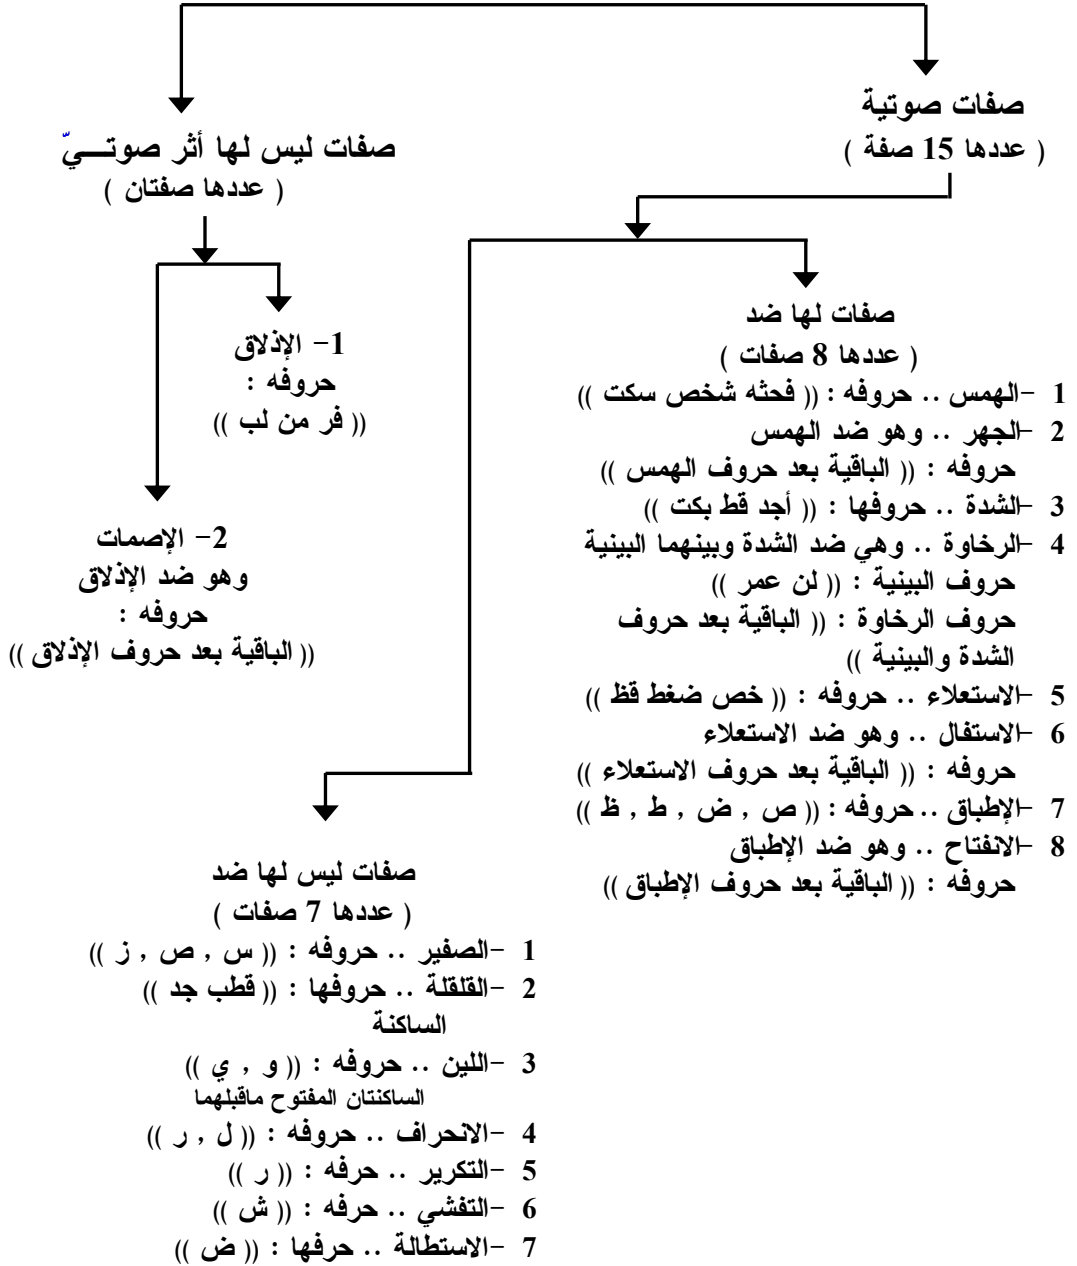 صفات صوتية
( عددها 15 صفة )
صفات لها ضد
( عددها 8 صفات )
1 -الهمس .. حروفه : (( فحثه شخص سكت ))
2 -الجهر .. وهو ضد الهمس
حروفه : (( الباقية بعد حروف الهمس ))
3 -الشدة .. حروفها : (( أجد قط بكت ))
4 -الرخاوة .. وهي ضد الشدة وبينهما البينية
حروف البينية : (( لن عمر ))
حروف الرخاوة : (( الباقية بعد حروف
الشدة والبينية ))
5 -الاستعلاء .. حروفه : (( خص ضغط قظ ))
6 -الاستفال .. وهو ضد الاستعلاء
حروفه : (( الباقية بعد حروف الاستعلاء ))
7 -الإطباق .. حروفه : (( ص , ض , ط , ظ ))
8 -الانفتاح .. وهو ضد الإطباق
حروفه : (( الباقية بعد حروف الإطباق ))
صفات ليس لها ضد
( عددها 7 صفات )
1 -الصفير .. حروفه : (( س , ص , ز ))
2 -القلقلة .. حروفها : (( قطب جد ))
الساكنة
3 -اللين .. حروفه : (( و , ي ))
الساكنتان المفتوح ماقبلهما
4 -الانحراف .. حروفه : (( ل , ر ))
5 -التكرير .. حرفه : (( ر ))
6 -التفشي .. حرفه : (( ش ))
7 -الاستطالة .. حرفها : (( ض ))
صفات ليس لها أثر صوتـــيّ
( عددها صفتان )
1- الإذلاق
حروفه :
(( فر من لب ))
2- الإصمات
وهو ضد الإذلاق
حروفه :
(( الباقية بعد حروف الإذلاق ))